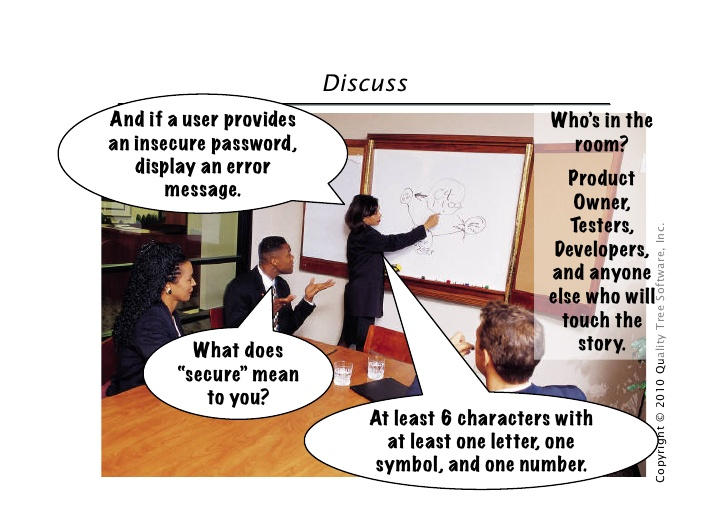 Discuss
And if a user provides
an insecure password,
display an error
message.
Who's in the
room?
Product
Owner,
Testers,
Developers,
and anyone
else who will
touch the
story.
What does
“secure” mean
to you?
At least 6 characters with
at least one letter, one
symbol, and one number.
Copyright © 2010 Quality Tree Software, Inc.